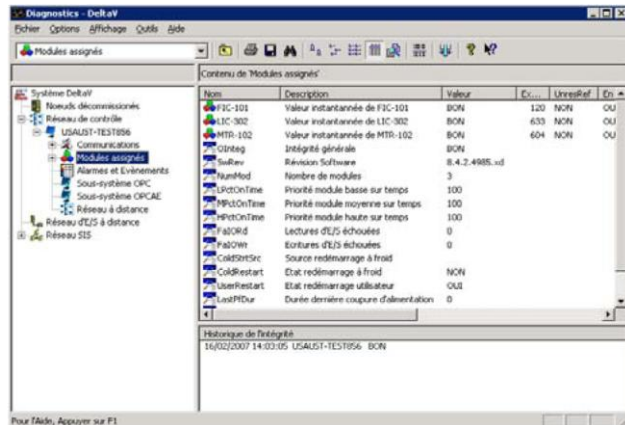 Diagnostics - DeltaV
Fichier Options Affichage Outils Aide
Modules assignés
Contenu de 'Modules assignés'
Système DeltaV
Noeuds décommissionés
Réseau de contrôle
USAUST-TEST856
Communications
Modules assignés
Alarmes et Evènements
Sous-système OPC
Sous-système OPCAE
Réseau à distance
Réseau d'E/S à distance
Réseau SIS
Nom Description Valeur Ex... UnresRef En
FIC-101 Valeur instantannée de FIC-101 BON 120 NON OU
LIC-302 Valeur instantannée de LIC-302 BON 633 NON OU
MTR-102 Valeur instantannée de MTR-102 BON 604 NON OU
OInteg Intégrité générale BON
SwRev Révision Software 8.4.2.4985.xd
NumMod Nombre de modules 3
LPctOnTime Priorité module basse sur temps 100
MPctOnTime Priorité module moyenne sur temps 100
HPctOnTime Priorité module haute sur temps 100
FaIORd Lectures d'E/S échouées 0
FaIOWr Ecritures d'E/S échouées 0
ColdStrtSrc Source redémarrage à froid
ColdRestart Etat redémarrage à froid NON
UserRestart Etat redémarrage utilisateur OUI
LastPfDur Durée dernière coupure d'alimentation 0
Historique de l'intégrité
16/02/2007 14:03:05 USAUST-TEST856 BON
Pour l'Aide, Appuyer sur F1